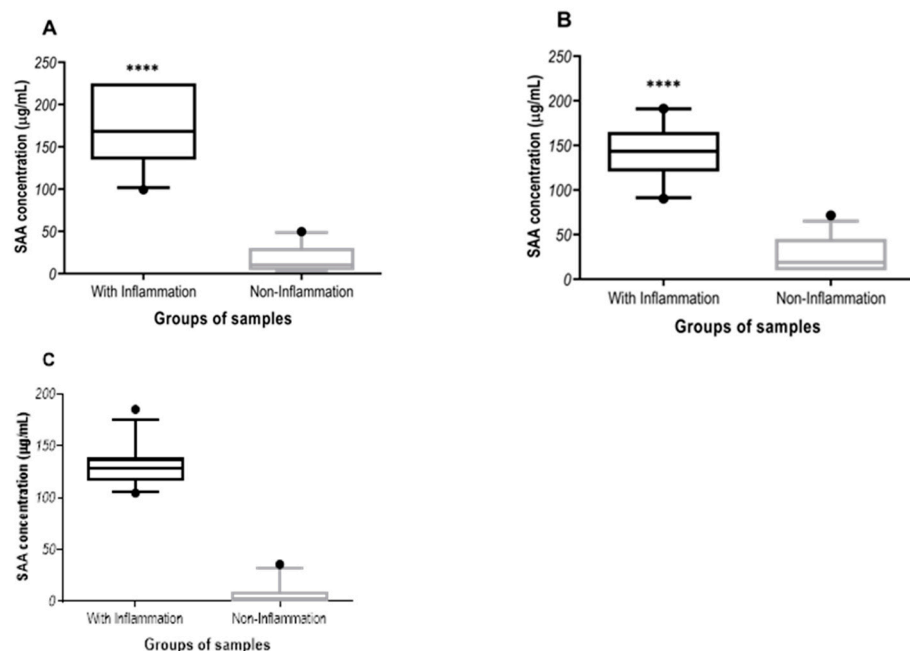 A
SAA concentration (µg/mL)
250
200
150
100
50
0
****
With Inflammation Non-Inflammation
Groups of samples
B
SAA concentration (µg/mL)
250
200
150
100
50
0
****
With Inflammation Non-Inflammation
Groups of samples
C
SAA concentration (µg/mL)
200
150
100
50
0
With Inflammation Non-Inflammation
Groups of samples